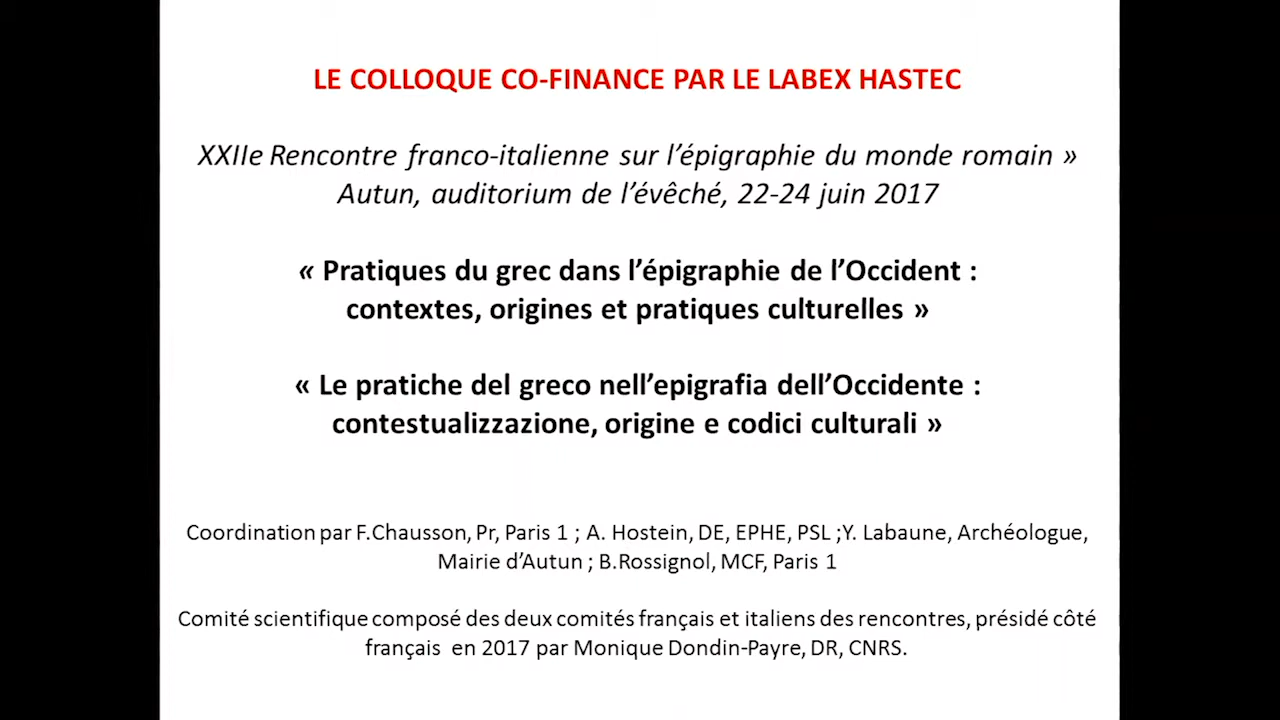 LE COLLOQUE CO-FINANCE PAR LE LABEX HASTEC
XXIIe Rencontre franco-italienne sur l’épigraphie du monde romain »
Autun, auditorium de l’évêché, 22-24 juin 2017
« Pratiques du grec dans l’épigraphie de l’Occident :
contextes, origines et pratiques culturelles »
« Le pratiche del greco nell’epigrafia dell’Occidente :
contestualizzazione, origine e codici culturali »
Coordination par F.Chausson, Pr, Paris 1 ; A. Hostein, DE, EPHE, PSL ;Y. Labaune, Archéologue,
Mairie d’Autun ; B.Rossignol, MCF, Paris 1
Comité scientifique composé des deux comités français et italiens des rencontres, présidé côté
français en 2017 par Monique Dondin-Payre, DR, CNRS.